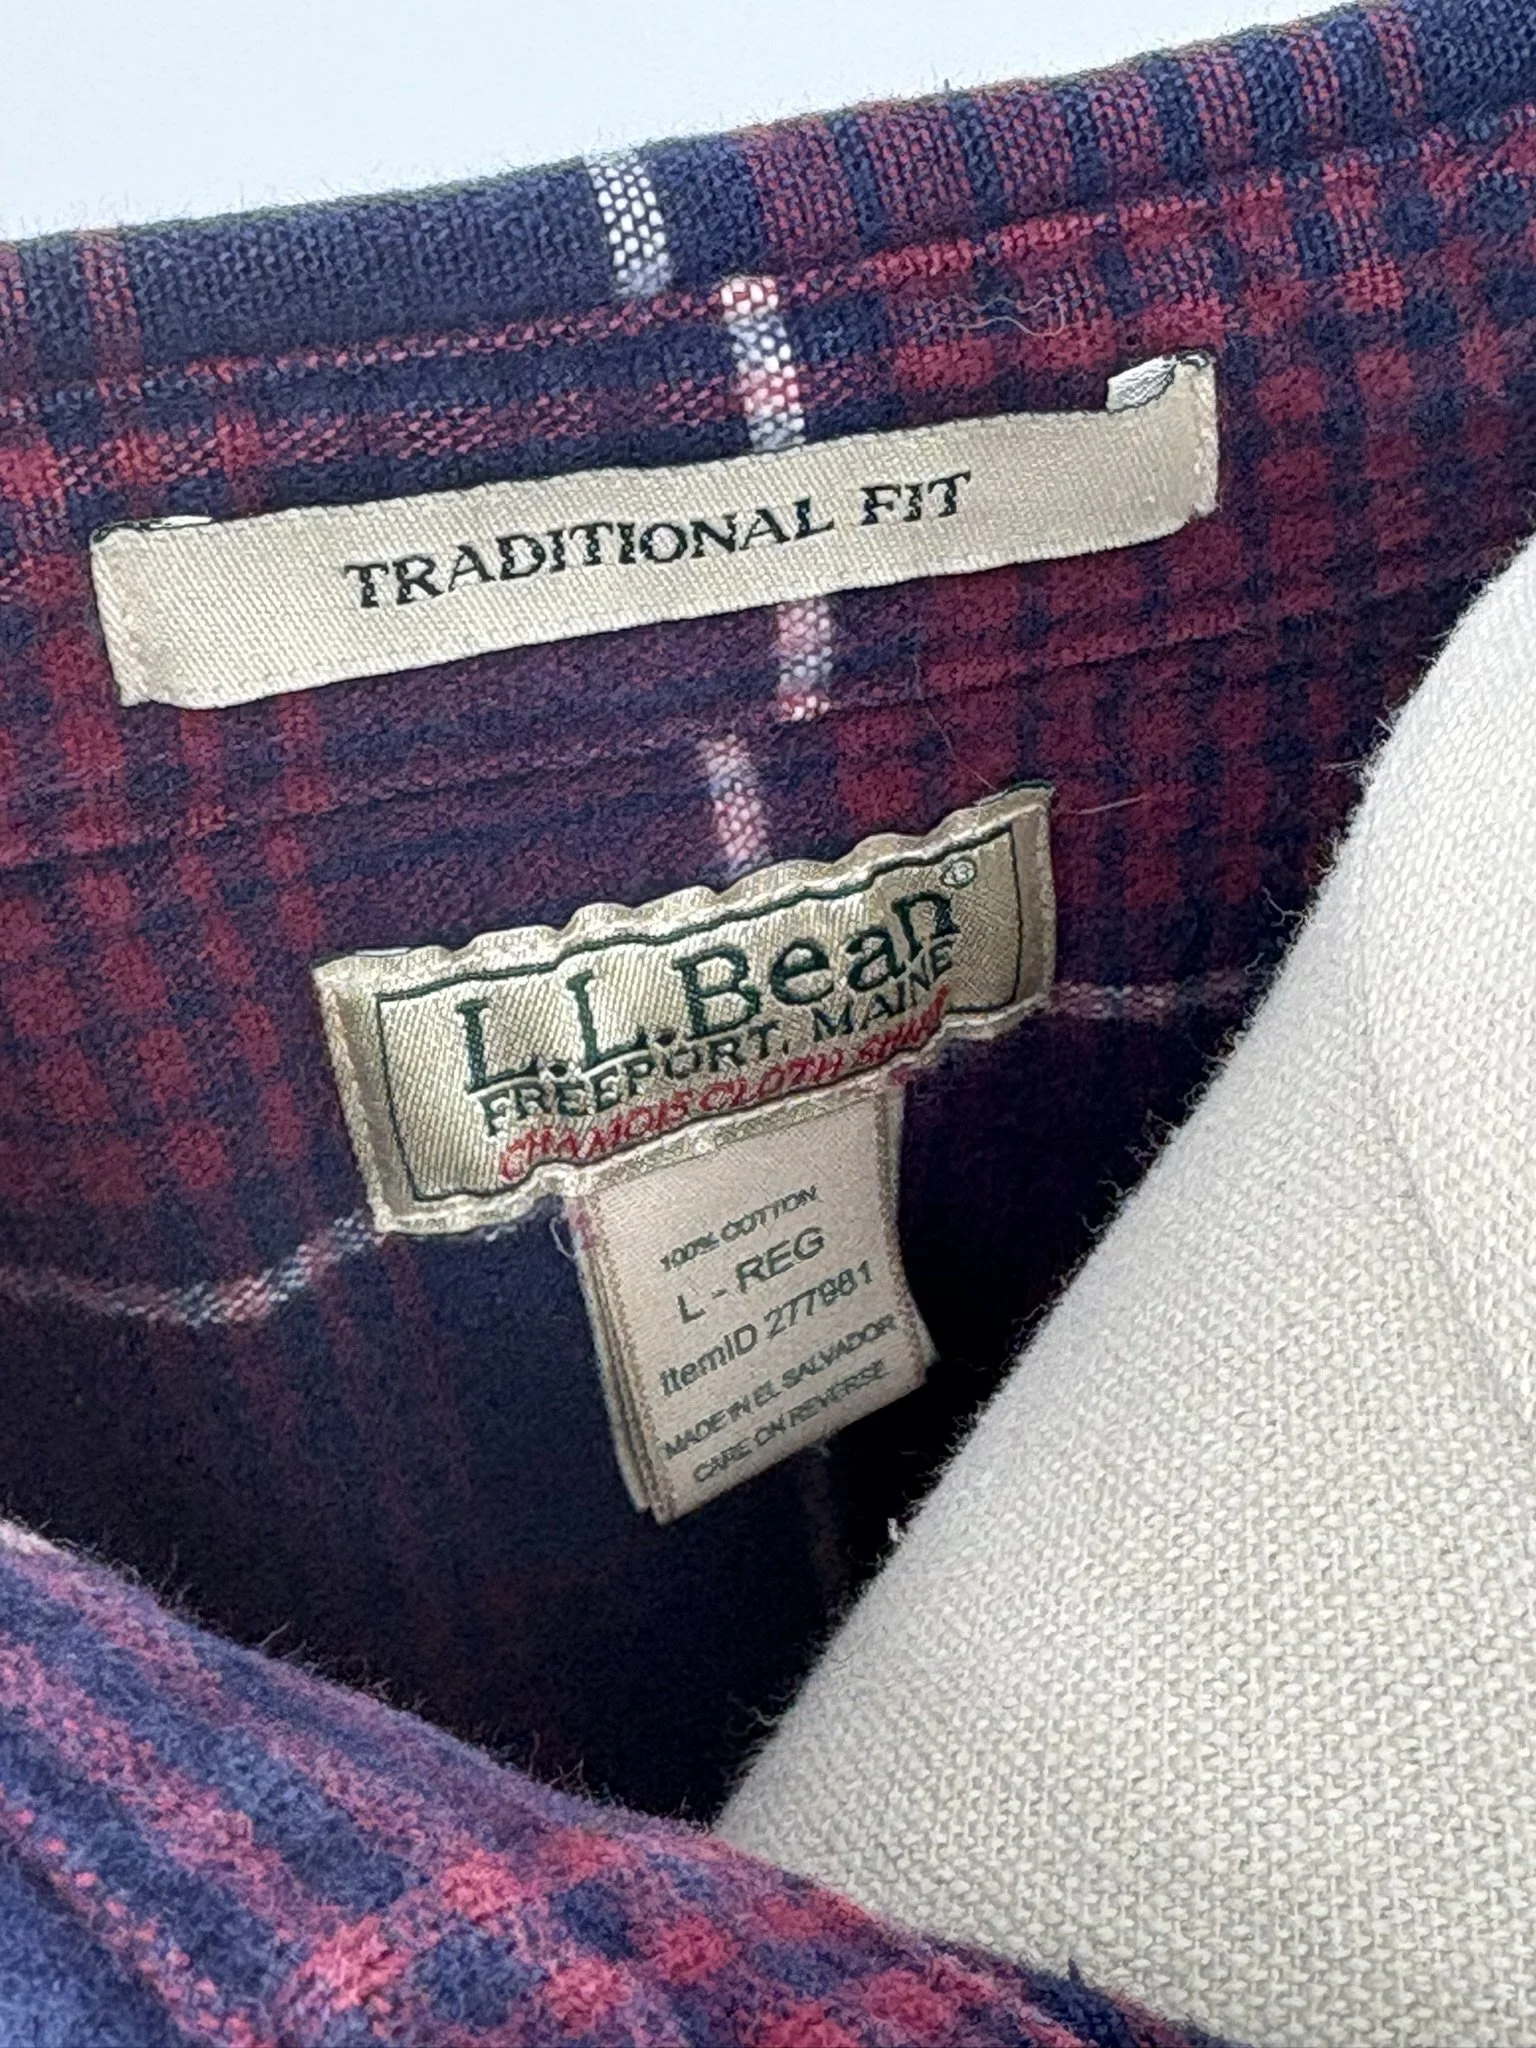 TRADITIONAL FIT
L.L.Bean®
FREEPORT, MAINE
CHAMOIS CLOTH SHIRT
100% COTTON
L - REG
ItemID 277981
MADE IN EL SALVADOR
CARE ON REVERSE